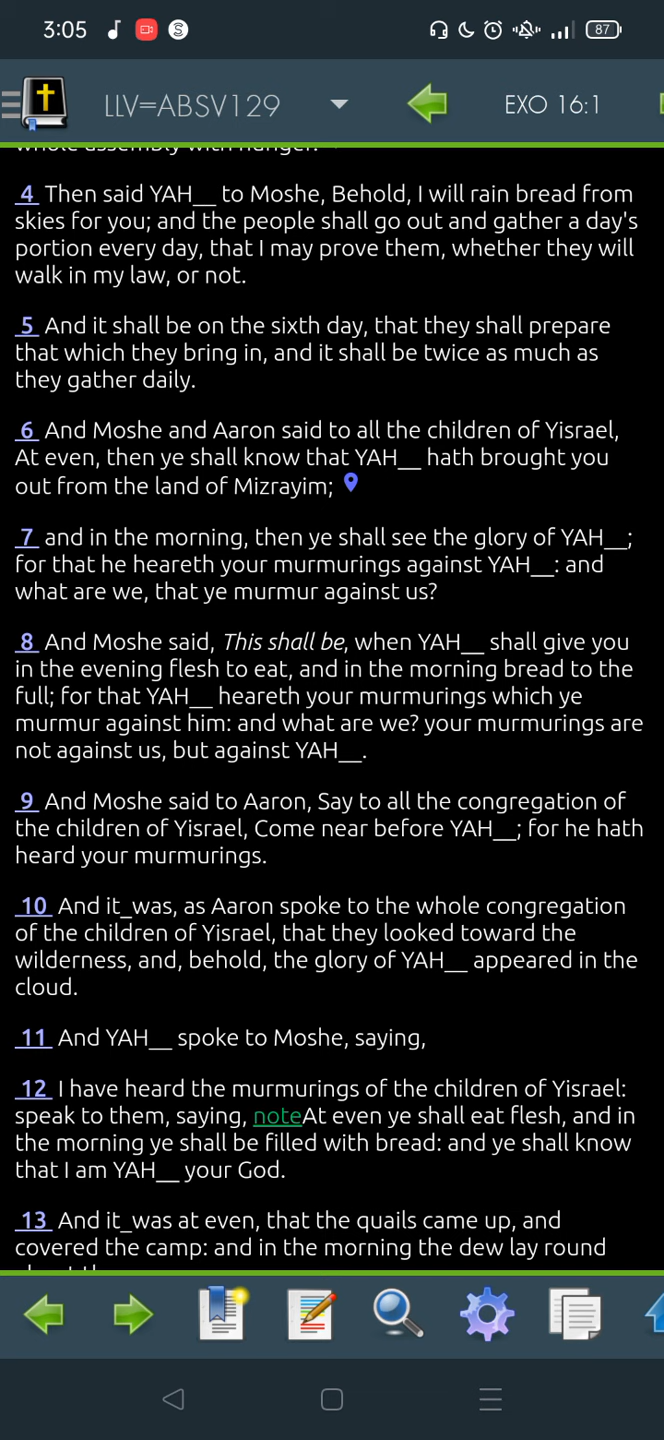 3:05
87
LLV=ABSV129
EXO 16:1
whole assembly with hunger.
4 Then said YAH__ to Moshe, Behold, I will rain bread from
skies for you; and the people shall go out and gather a day's
portion every day, that I may prove them, whether they will
walk in my law, or not.
5 And it shall be on the sixth day, that they shall prepare
that which they bring in, and it shall be twice as much as
they gather daily.
6 And Moshe and Aaron said to all the children of Yisrael,
At even, then ye shall know that YAH__ hath brought you
out from the land of Mizrayim;
7 and in the morning, then ye shall see the glory of YAH__;
for that he heareth your murmurings against YAH__: and
what are we, that ye murmur against us?
8 And Moshe said, This shall be, when YAH__ shall give you
in the evening flesh to eat, and in the morning bread to the
full; for that YAH__ heareth your murmurings which ye
murmur against him: and what are we? your murmurings are
not against us, but against YAH__.
9 And Moshe said to Aaron, Say to all the congregation of
the children of Yisrael, Come near before YAH__; for he hath
heard your murmurings.
10 And it_was, as Aaron spoke to the whole congregation
of the children of Yisrael, that they looked toward the
wilderness, and, behold, the glory of YAH__ appeared in the
cloud.
11 And YAH__ spoke to Moshe, saying,
12 I have heard the murmurings of the children of Yisrael:
speak to them, saying, noteAt even ye shall eat flesh, and in
the morning ye shall be filled with bread: and ye shall know
that I am YAH__ your God.
13 And it_was at even, that the quails came up, and
covered the camp: and in the morning the dew lay round